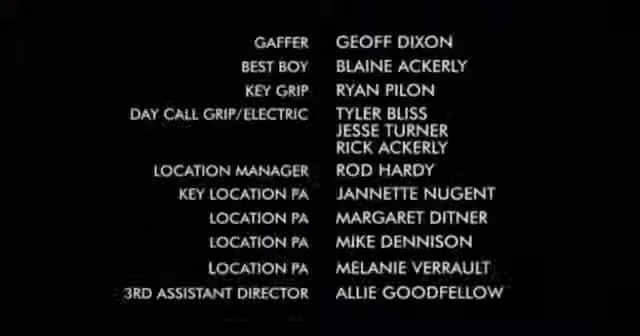 GAFFER GEOFF DIXON
BEST BOY BLAINE ACKERLY
KEY GRIP RYAN PILON
DAY CALL GRIP/ELECTRIC TYLER BLISS
JESSE TURNER
RICK ACKERLY
LOCATION MANAGER ROD HARDY
KEY LOCATION PA JANNETTE NUGENT
LOCATION PA MARGARET DITNER
LOCATION PA MIKE DENNISON
LOCATION PA MELANIE VERRAULT
3RD ASSISTANT DIRECTOR ALLIE GOODFELLOW